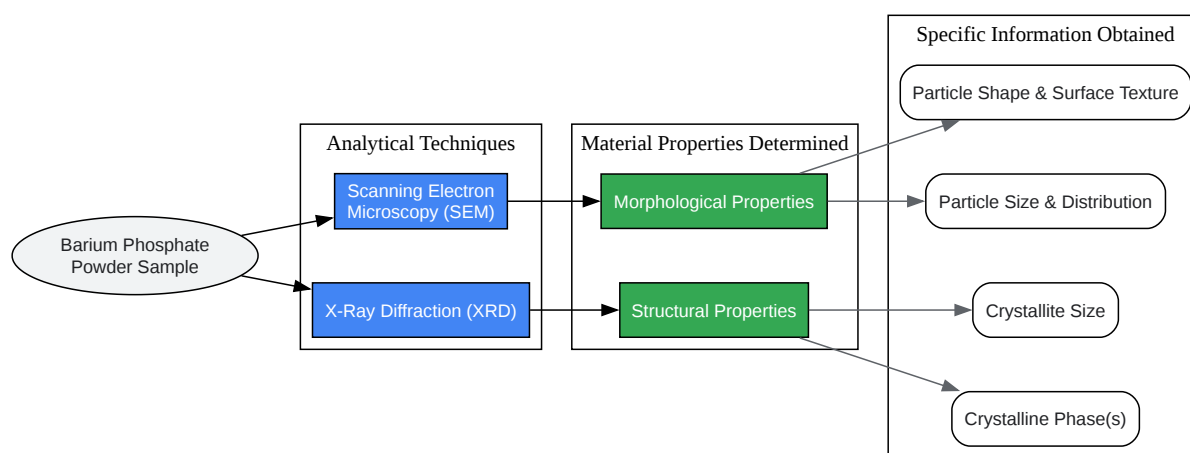 Specific Information Obtained
Particle Shape & Surface Texture
Analytical Techniques
Material Properties Determined
Scanning Electron
Microscopy (SEM)
Morphological Properties
Particle Size & Distribution
Barium Phosphate
Powder Sample
X-Ray Diffraction (XRD)
Structural Properties
Crystallite Size
Crystalline Phase(s)